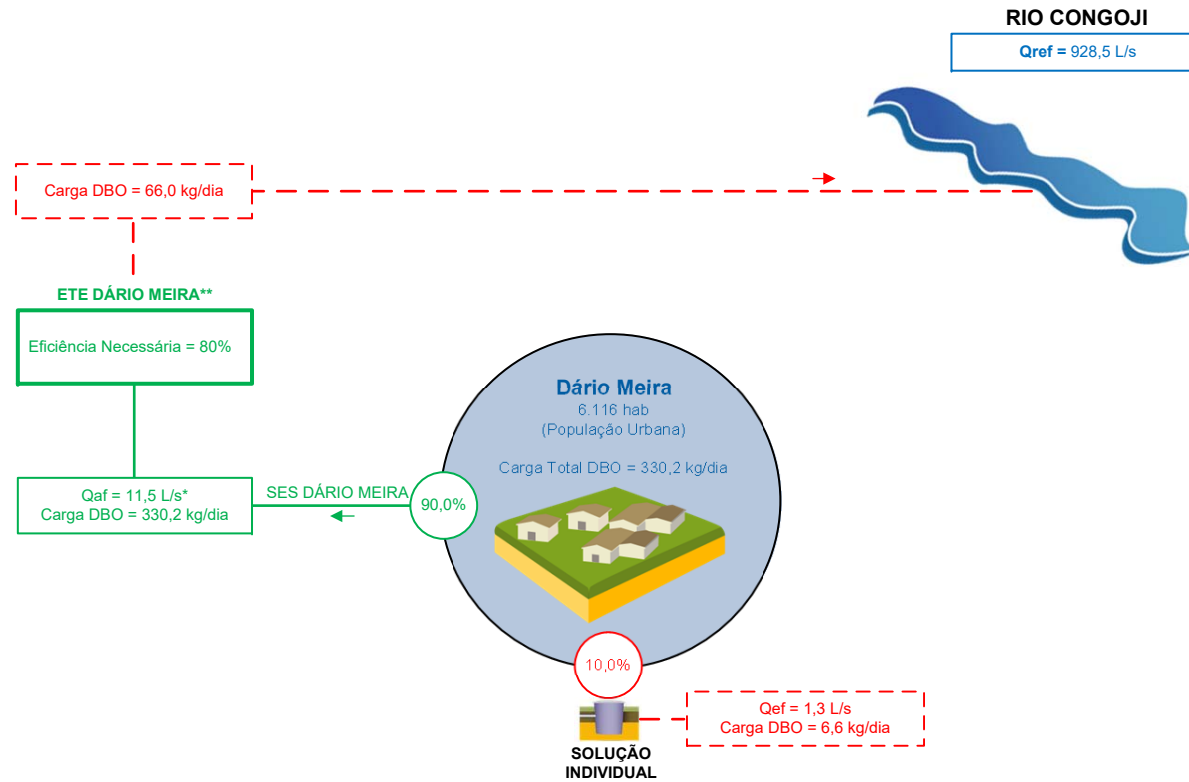 RIO CONGOJI
Qref = 928,5 L/s
Carga DBO = 66,0 kg/dia
ETE DÁRIO MEIRA**
Eficiência Necessária = 80%
Dário Meira
6.116 hab
(População Urbana)
Carga Total DBO = 330,2 kg/dia
Qaf = 11,5 L/s*
Carga DBO = 330,2 kg/dia
SES DÁRIO MEIRA
90,0%
10,0%
Qef = 1,3 L/s
Carga DBO = 6,6 kg/dia
SOLUÇÃO
INDIVIDUAL